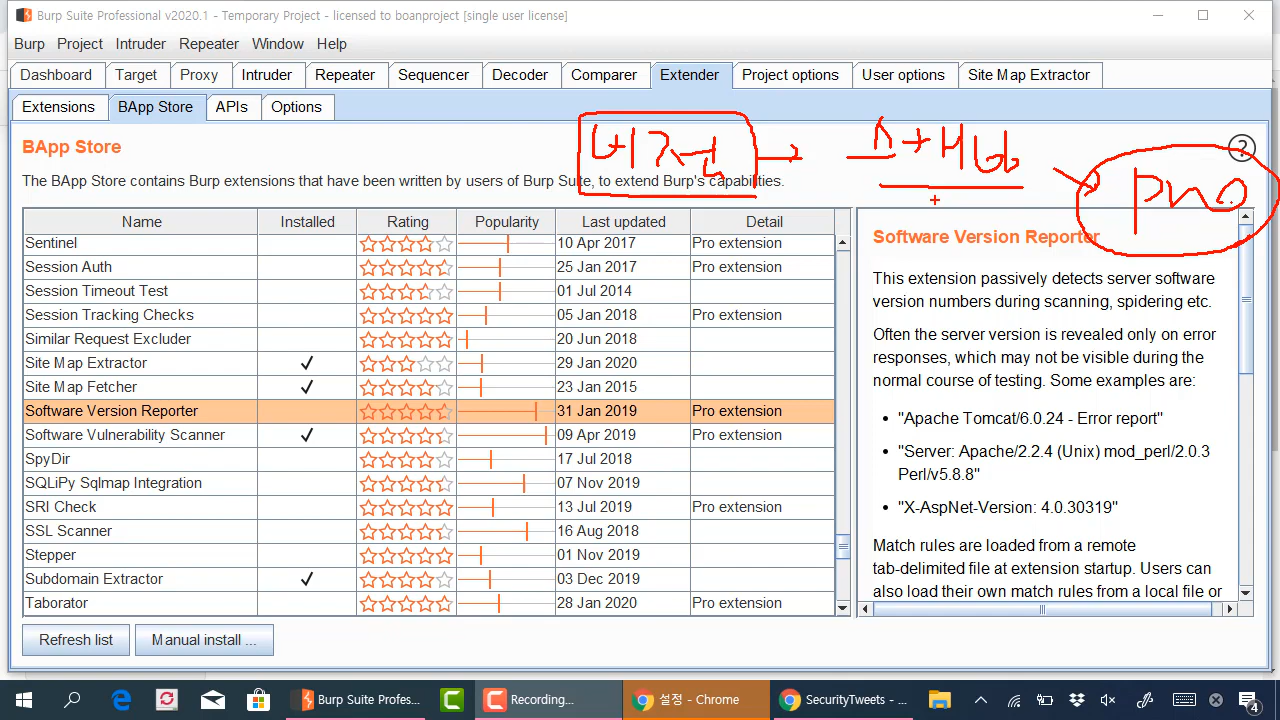 Burp Suite Professional v2020.1 - Temporary Project - licensed to boanproject [single user license]
Burp Project Intruder Repeater Window Help
Dashboard Target Proxy Intruder Repeater Sequencer Decoder Comparer Extender Project options User options Site Map Extractor
Extensions BApp Store APIs Options
BApp Store
버전
?
The BApp Store contains Burp extensions that have been written by users of Burp Suite, to extend Burp's capabilities.
Name Installed Rating Popularity Last updated Detail
Sentinel 10 Apr 2017 Pro extension
Session Auth 25 Jan 2017 Pro extension
Session Timeout Test 01 Jul 2014
Session Tracking Checks 05 Jan 2018 Pro extension
Similar Request Excluder 20 Jun 2018
Site Map Extractor ✓ 29 Jan 2020
Site Map Fetcher ✓ 23 Jan 2015
Software Version Reporter 31 Jan 2019 Pro extension
Software Vulnerability Scanner ✓ 09 Apr 2019 Pro extension
SpyDir 17 Jul 2018
SQLiPy Sqlmap Integration 07 Nov 2019
SRI Check 13 Jul 2019 Pro extension
SSL Scanner 16 Aug 2018
Stepper 01 Nov 2019
Subdomain Extractor ✓ 03 Dec 2019
Taborator 28 Jan 2020 Pro extension
Software Version Reporter
This extension passively detects server software
version numbers during scanning, spidering etc.
Often the server version is revealed only on error
responses, which may not be visible during the
normal course of testing. Some examples are:
• "Apache Tomcat/6.0.24 - Error report"
• "Server: Apache/2.2.4 (Unix) mod_perl/2.0.3
Perl/v5.8.8"
• "X-AspNet-Version: 4.0.30319"
Match rules are loaded from a remote
tab-delimited file at extension startup. Users can
also load their own match rules from a local file or
Refresh list Manual install ...
Burp Suite Profes... Recording... 설정 - Chrome SecurityTweets - ... 4